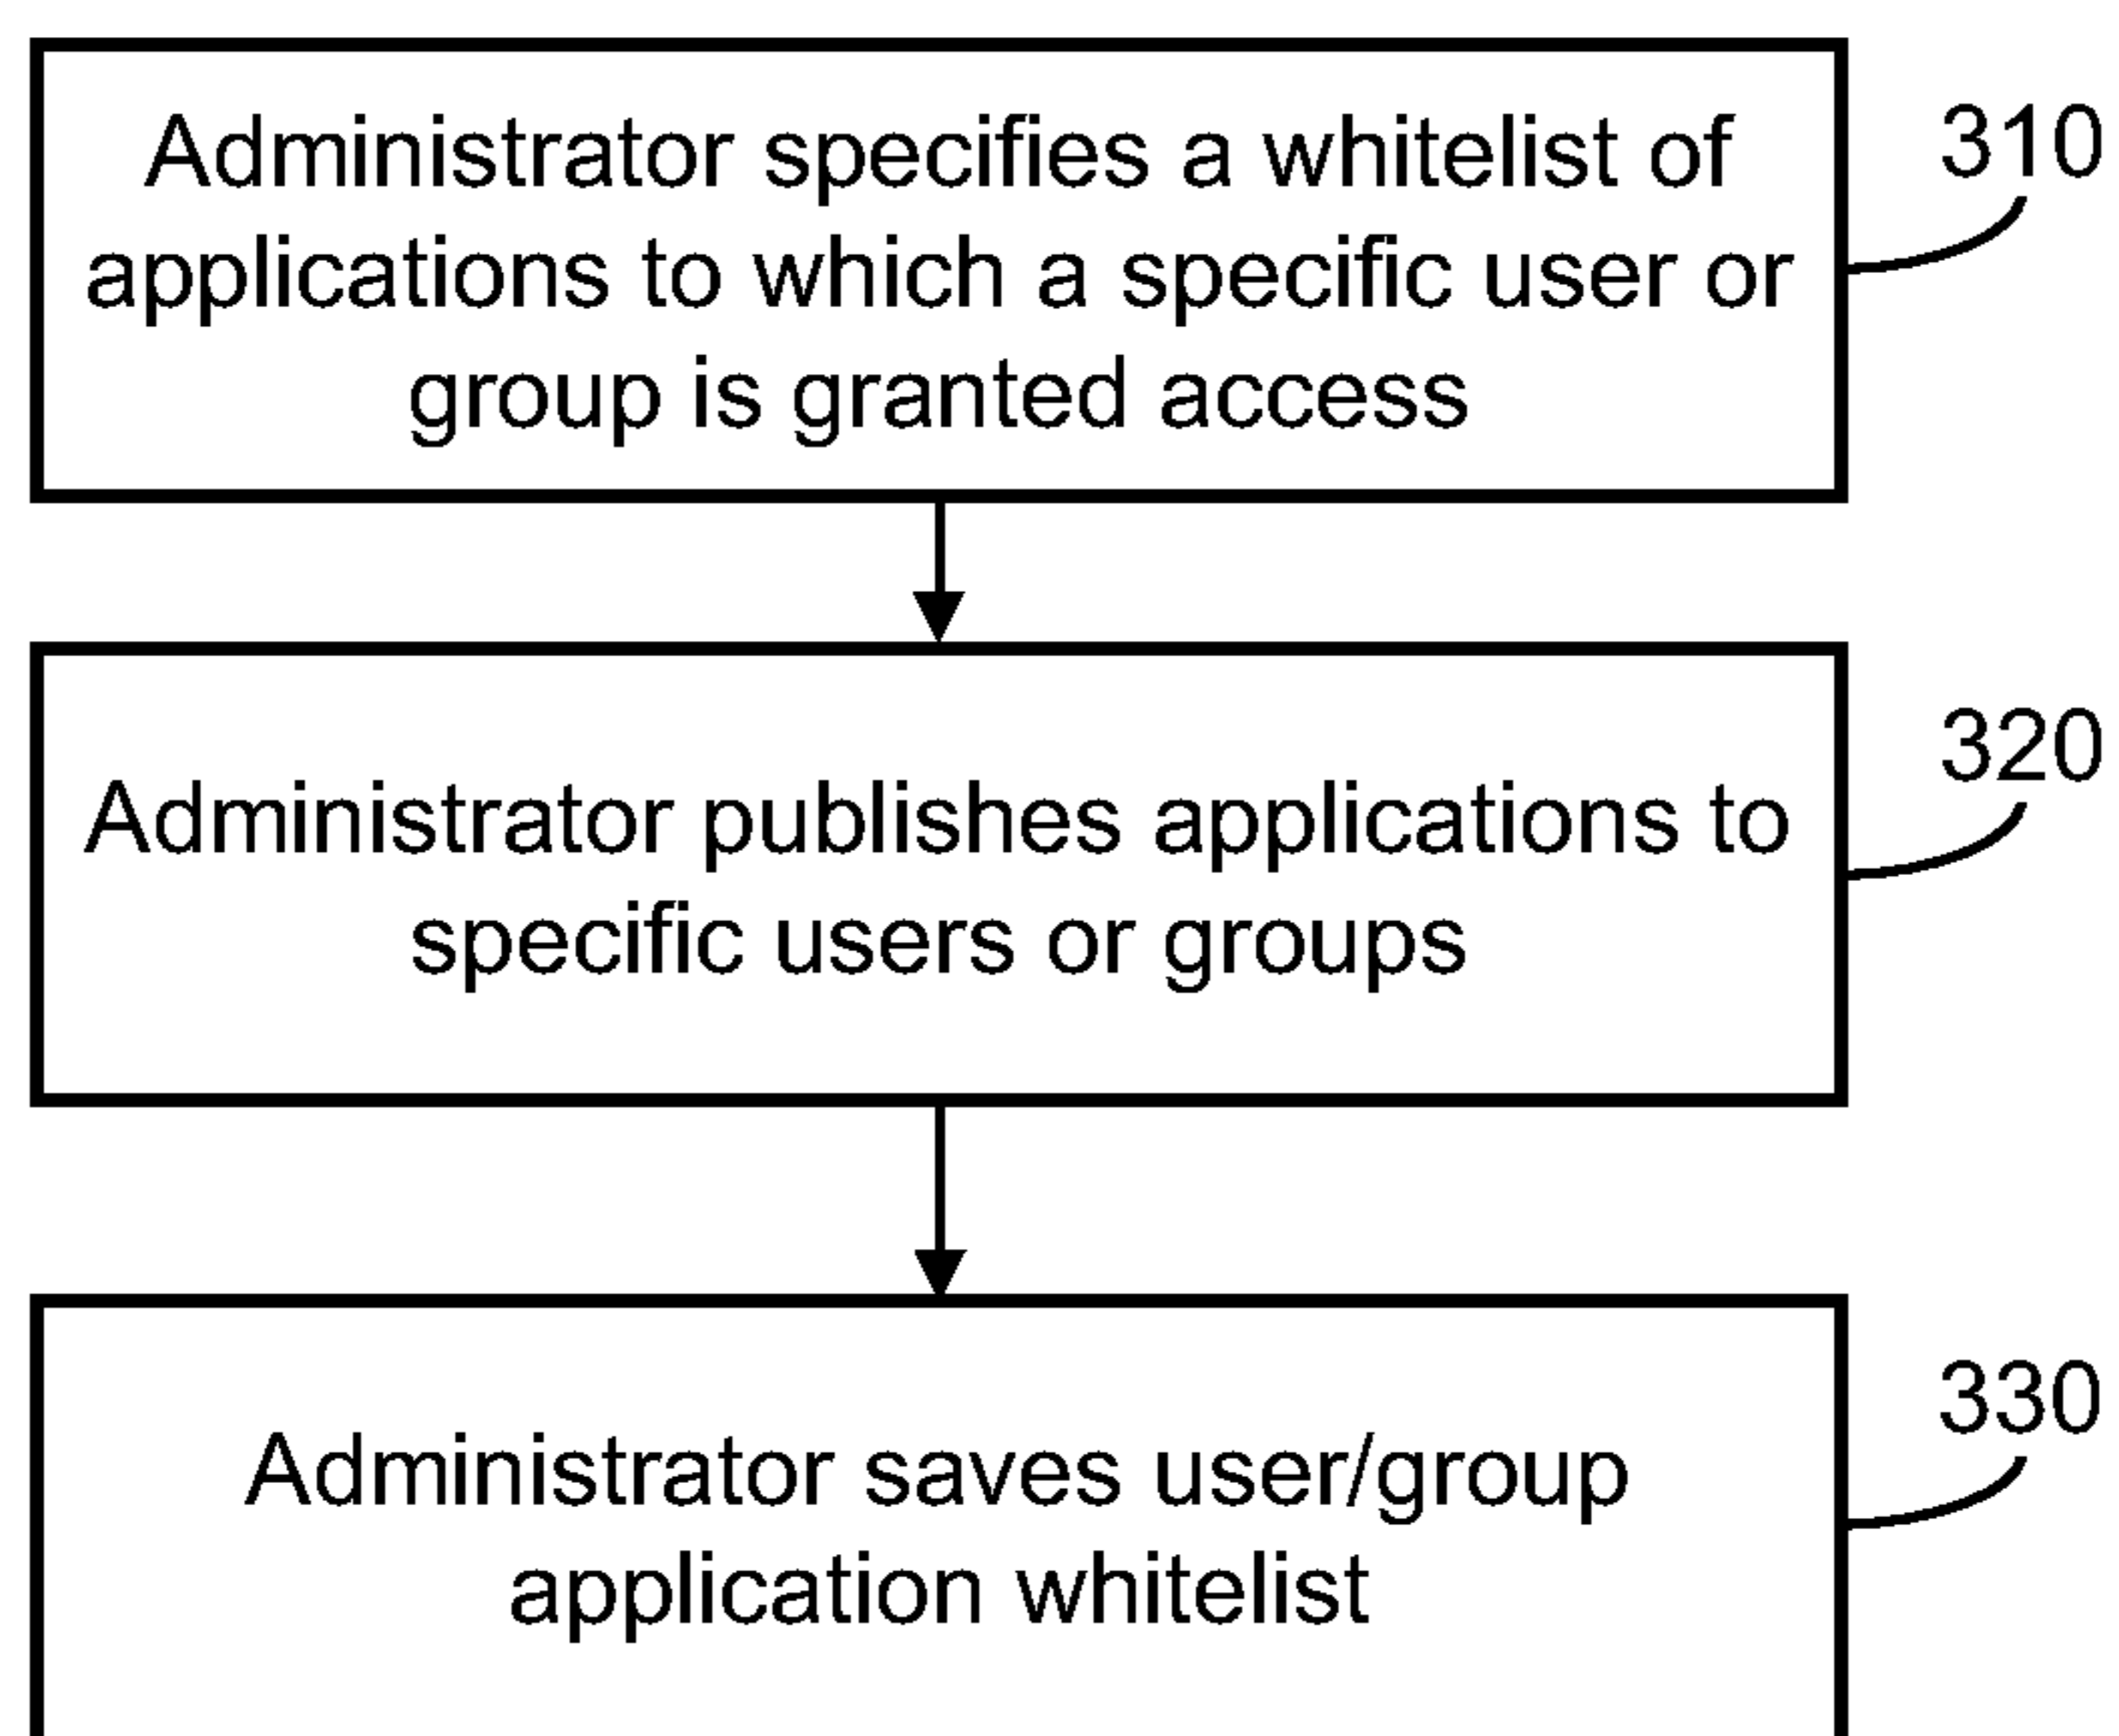 Administrator specifies a whitelist of
applications to which a specific user or
group is granted access
310
Administrator publishes applications to
specific users or groups
320
Administrator saves user/group
application whitelist
330